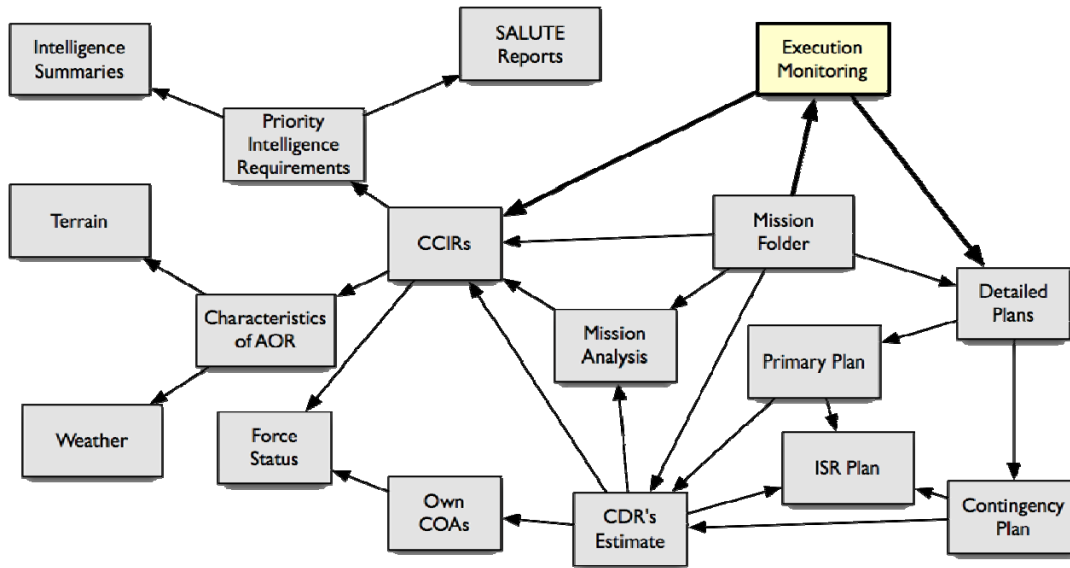 Intelligence
Summaries
SALUTE
Reports
Execution
Monitoring
Priority
Intelligence
Requirements
Terrain
CCIRs
Mission
Folder
Characteristics
of AOR
Mission
Analysis
Detailed
Plans
Primary Plan
Weather
Force
Status
ISR Plan
Own
COAs
CDR's
Estimate
Contingency
Plan